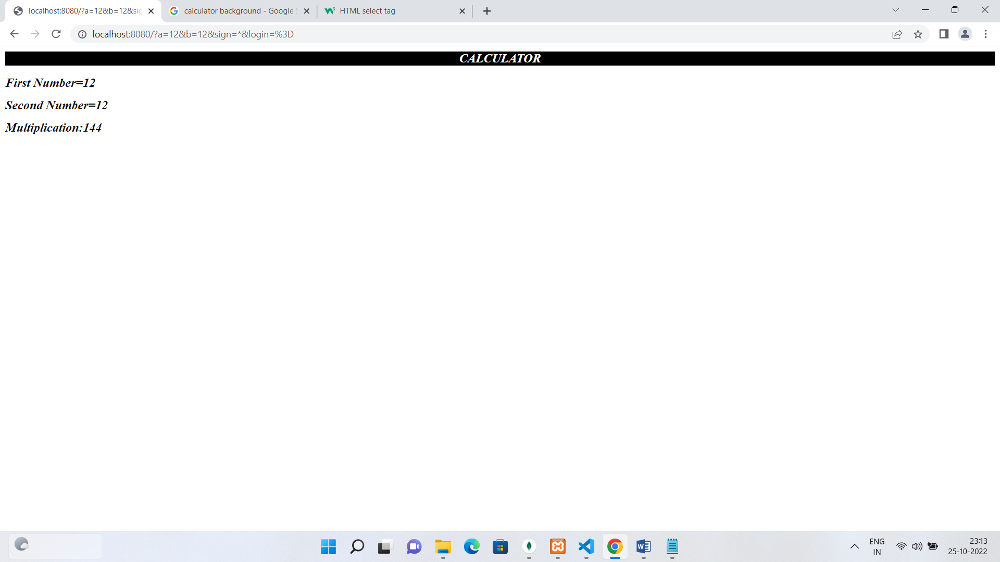 localhost:8080/?a=12&b=12&sig
calculator background - Google S
HTML select tag
localhost:8080/?a=12&b=12&sign=*&login=%3D
CALCULATOR
First Number=12
Second Number=12
Multiplication:144
ENG
IN
23:13
25-10-2022